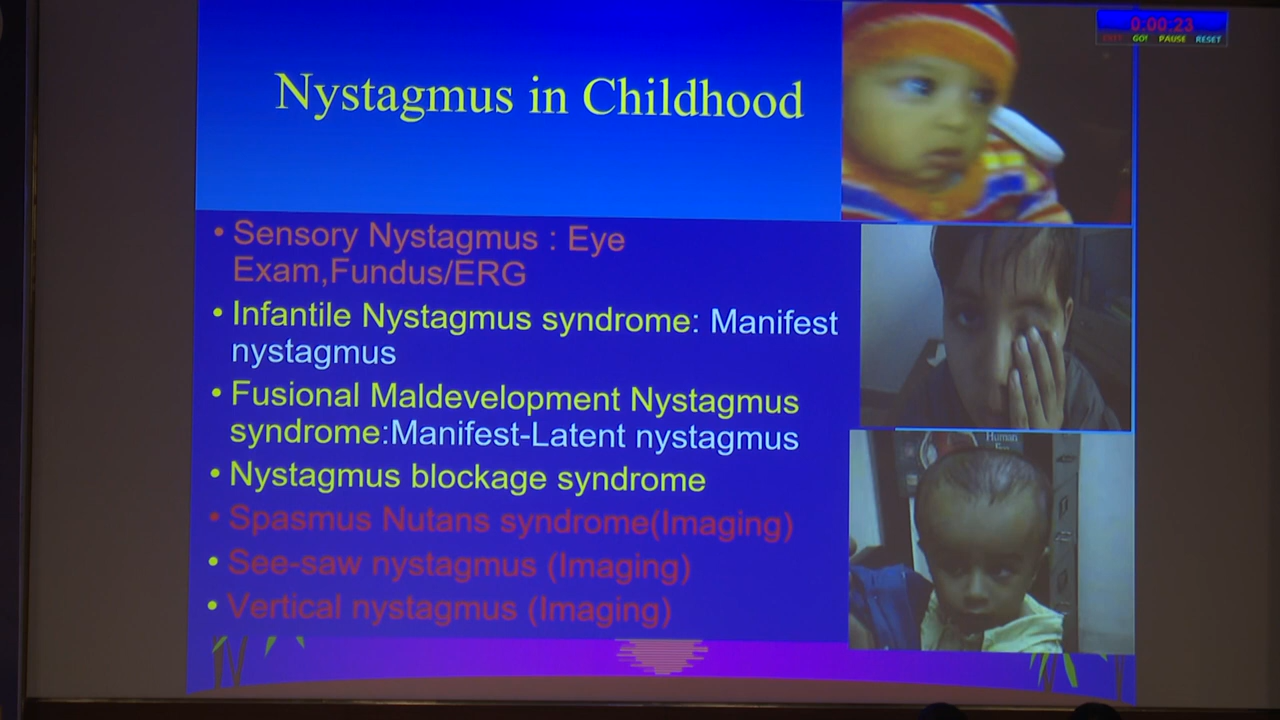 Nystagmus in Childhood
0:00:23
EXIT GO! PAUSE RESET
• Sensory Nystagmus : Eye
Exam,Fundus/ERG
• Infantile Nystagmus syndrome: Manifest
nystagmus
• Fusional Maldevelopment Nystagmus
syndrome:Manifest-Latent nystagmus
• Nystagmus blockage syndrome
• Spasmus Nutans syndrome(Imaging)
• See-saw nystagmus (Imaging)
• Vertical nystagmus (Imaging)
Human